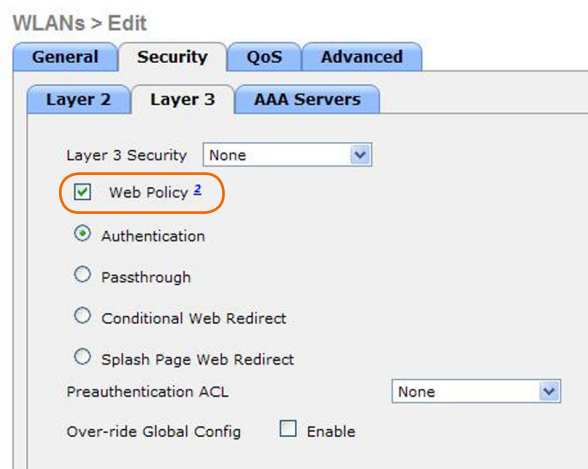 WLANs > Edit
General Security QoS Advanced
Layer 2 Layer 3 AAA Servers
Layer 3 Security None
Web Policy 2
Authentication
Passthrough
Conditional Web Redirect
Splash Page Web Redirect
Preauthentication ACL None
Over-ride Global Config Enable